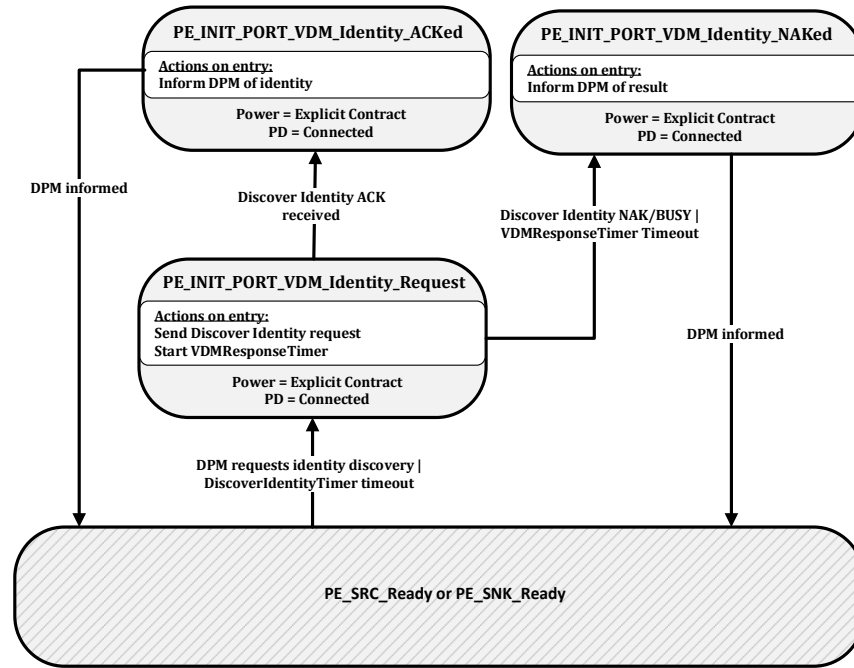 PE_INIT_PORT_VDM_Identity_ACKed
Actions on entry:
Inform DPM of identity
Power = Explicit Contract
PD = Connected
PE_INIT_PORT_VDM_Identity_NAKed
Actions on entry:
Inform DPM of result
Power = Explicit Contract
PD = Connected
DPM informed
Discover Identity ACK
received
Discover Identity NAK/BUSY |
VDMResponseTimer Timeout
PE_INIT_PORT_VDM_Identity_Request
Actions on entry:
Send Discover Identity request
Start VDMResponseTimer
Power = Explicit Contract
PD = Connected
DPM informed
DPM requests identity discovery |
DiscoverIdentityTimer timeout
PE_SRC_Ready or PE_SNK_Ready